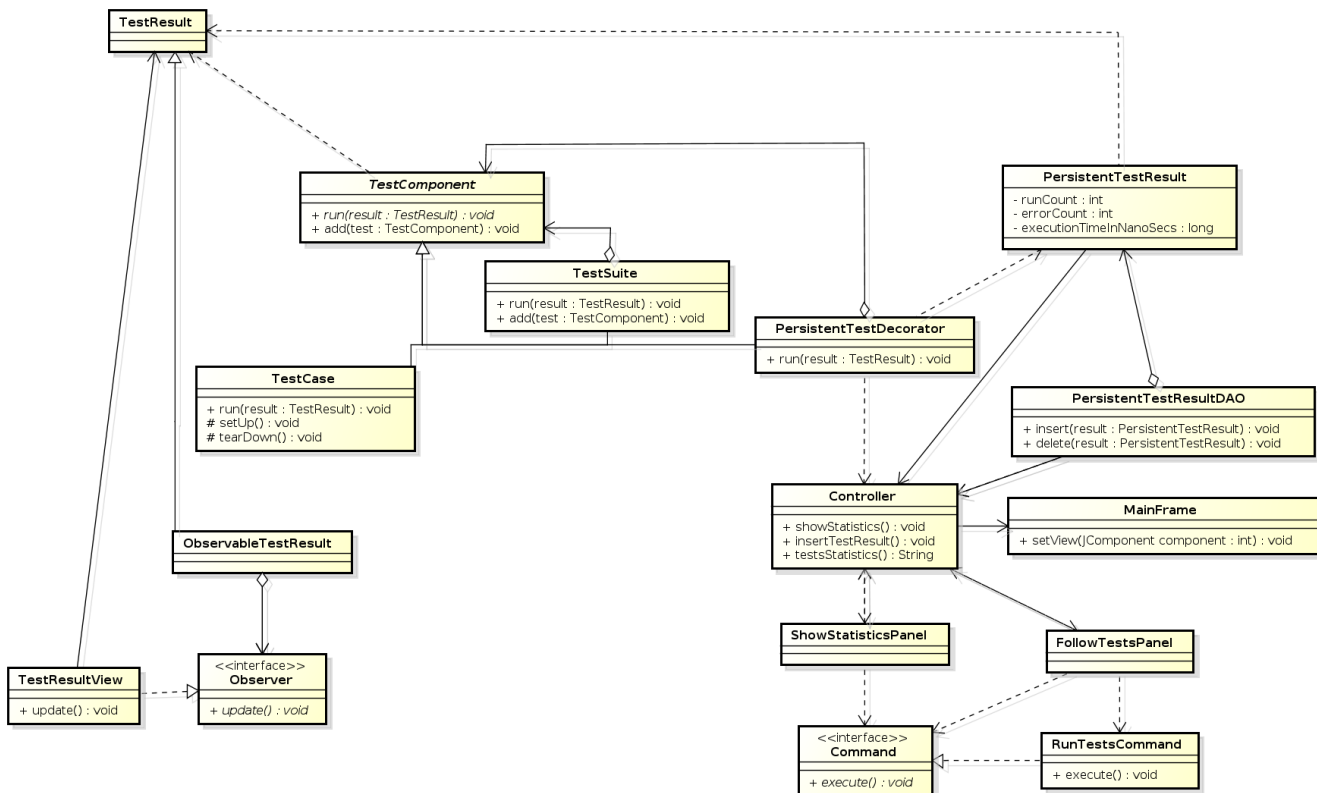 TestResult
TestComponent
+ run(result : TestResult) : void
+ add(test : TestComponent) : void
PersistentTestResult
- runCount : int
- errorCount : int
- executionTimeInNanoSecs : long
TestSuite
+ run(result : TestResult) : void
+ add(test : TestComponent) : void
PersistentTestDecorator
+ run(result : TestResult) : void
TestCase
+ run(result : TestResult) : void
# setUp() : void
# tearDown() : void
PersistentTestResultDAO
+ insert(result : PersistentTestResult) : void
+ delete(result : PersistentTestResult) : void
Controller
+ showStatistics() : void
+ insertTestResult() : void
+ testsStatistics() : String
MainFrame
+ setView(JComponent component : int) : void
ObservableTestResult
ShowStatisticsPanel
FollowTestsPanel
TestResultView
+ update() : void
<<interface>>
Observer
+ update() : void
<<interface>>
Command
+ execute() : void
RunTestsCommand
+ execute() : void